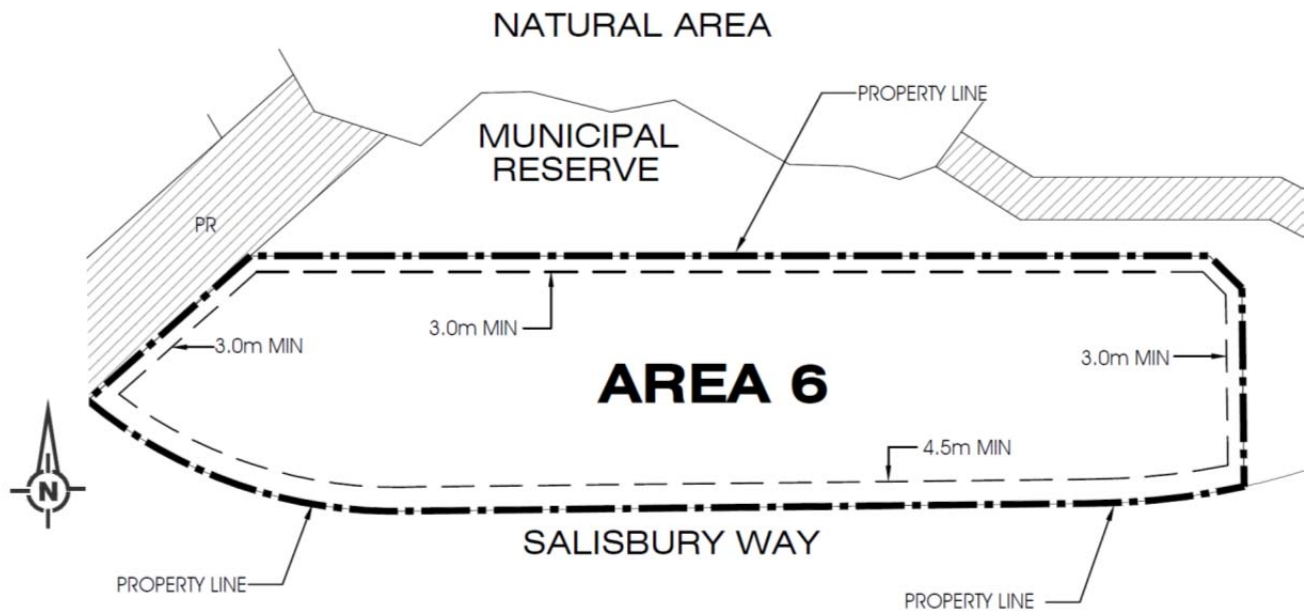 NATURAL AREA
PROPERTY LINE
MUNICIPAL
RESERVE
PR
3.0m MIN
3.0m MIN
3.0m MIN
AREA 6
4.5m MIN
N
SALISBURY WAY
PROPERTY LINE
PROPERTY LINE